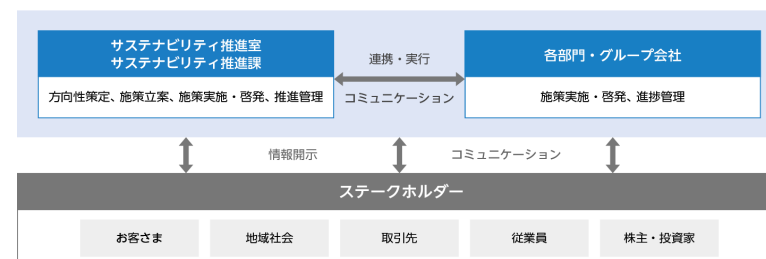 サステナビリティ推進室
サステナビリティ推進課
方向性策定、施策立案、施策実施・啓発、推進管理
連携・実行
コミュニケーション
各部門・グループ会社
施策実施・啓発、進捗管理
情報開示
コミュニケーション
ステークホルダー
お客さま
地域社会
取引先
従業員
株主・投資家